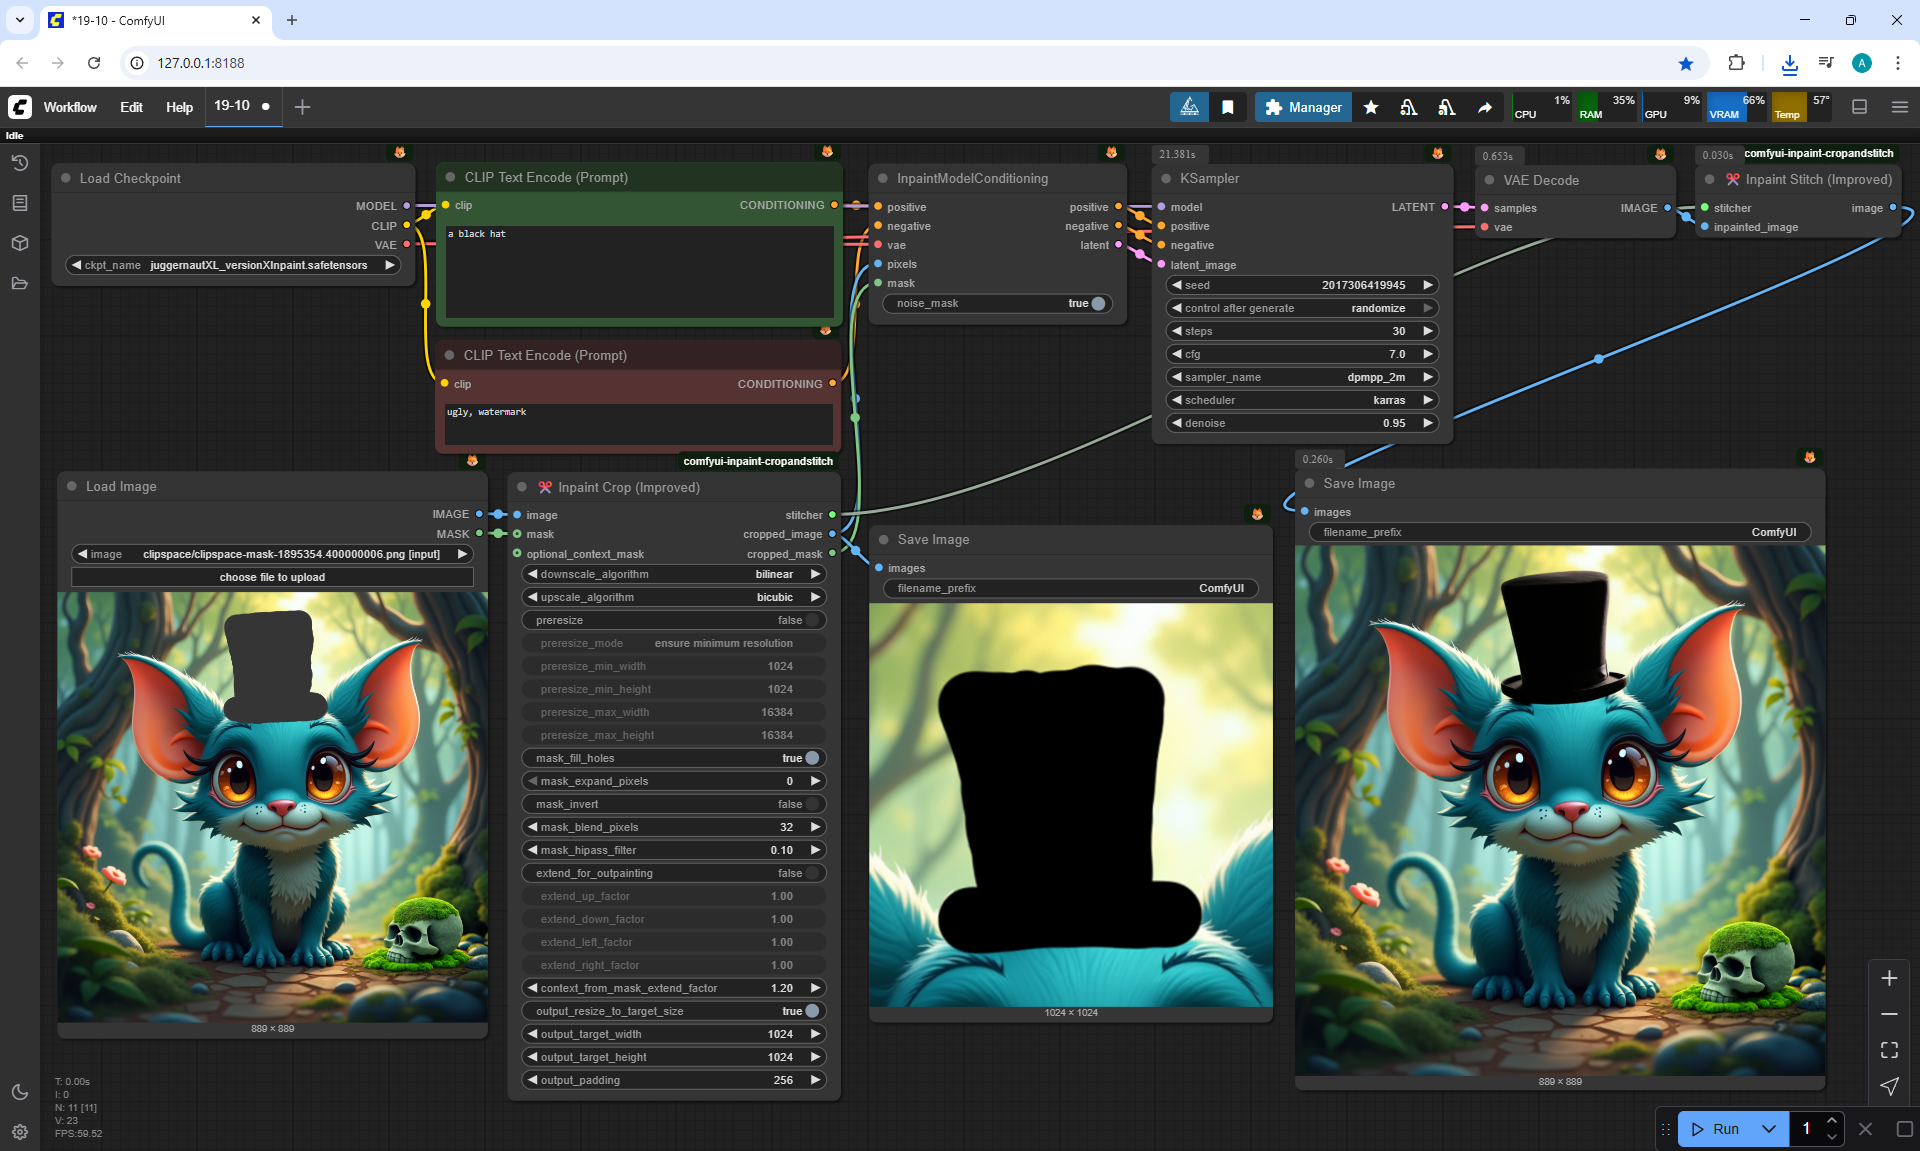 *19-10 - ComfyUI
127.0.0.1:8188
A
Workflow Edit Help 19-10
Manager
CPU 1% RAM 35% GPU 9% VRAM 66% Temp 57°
Idle
Load Checkpoint
MODEL
CLIP
VAE
ckpt_name juggernautXL_versionXInpaint.safetensors
CLIP Text Encode (Prompt)
clip CONDITIONING
a black hat
CLIP Text Encode (Prompt)
clip CONDITIONING
ugly, watermark
InpaintModelConditioning
positive positive
negative negative
vae latent
pixels
mask
noise_mask true
21.381s
KSampler
model LATENT
positive
negative
latent_image
seed 2017306419945
control after generate randomize
steps 30
cfg 7.0
sampler_name dpmpp_2m
scheduler karras
denoise 0.95
0.653s
VAE Decode
samples IMAGE
vae
0.030s comfyui-inpaint-cropandstitch
Inpaint Stitch (Improved)
stitcher image
inpainted_image
Load Image
IMAGE
MASK
image clipspace/clipspace-mask-1895354.400000006.png [input]
choose file to upload
889 × 889
comfyui-inpaint-cropandstitch
Inpaint Crop (Improved)
image stitcher
mask cropped_image
optional_context_mask cropped_mask
downscale_algorithm bilinear
upscale_algorithm bicubic
preresize false
preresize_mode ensure minimum resolution
preresize_min_width 1024
preresize_min_height 1024
preresize_max_width 16384
preresize_max_height 16384
mask_fill_holes true
mask_expand_pixels 0
mask_invert false
mask_blend_pixels 32
mask_hipass_filter 0.10
extend_for_outpainting false
extend_up_factor 1.00
extend_down_factor 1.00
extend_left_factor 1.00
extend_right_factor 1.00
context_from_mask_extend_factor 1.20
output_resize_to_target_size true
output_target_width 1024
output_target_height 1024
output_padding 256
Save Image
images
filename_prefix ComfyUI
1024 × 1024
0.260s
Save Image
images
filename_prefix ComfyUI
889 × 889
T: 0.00s
I: 0
N: 11 [11]
V: 23
FPS:59.52
Run 1